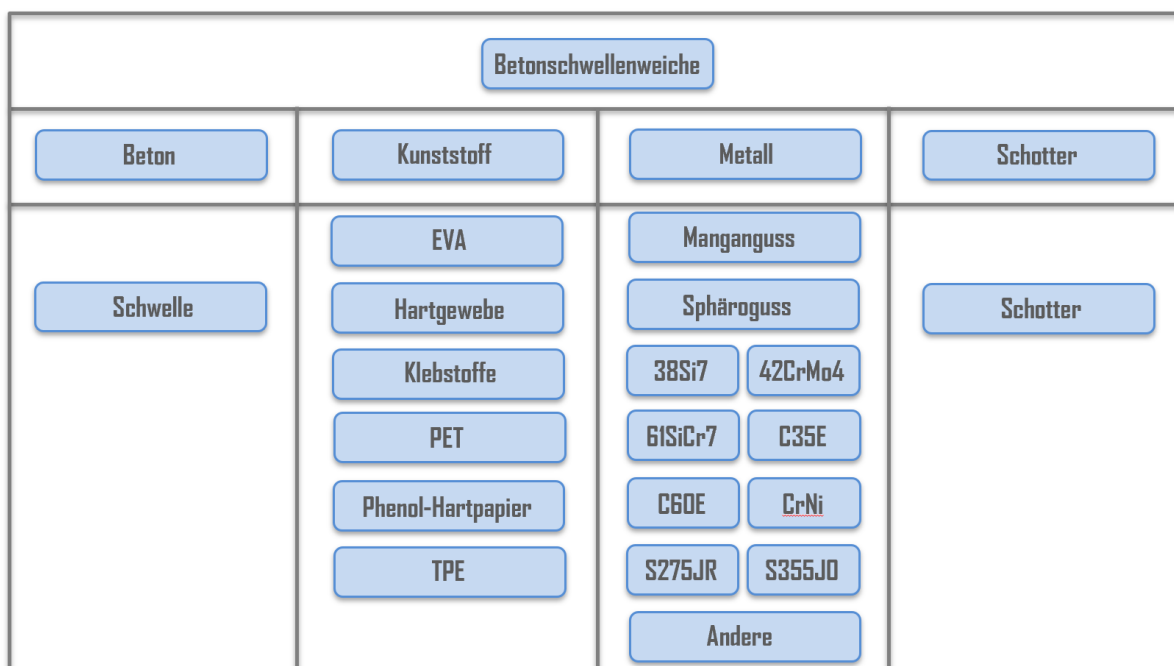 Betonschwellenweiche
Beton
Kunststoff
Metall
Schotter
Schwelle
EVA
Hartgewebe
Klebstoffe
PET
Phenol-Hartpapier
TPE
Manganguss
Sphäroguss
38Si7
42CrMo4
61SiCr7
C35E
C60E
CrNi
S275JR
S355J0
Andere
Schotter